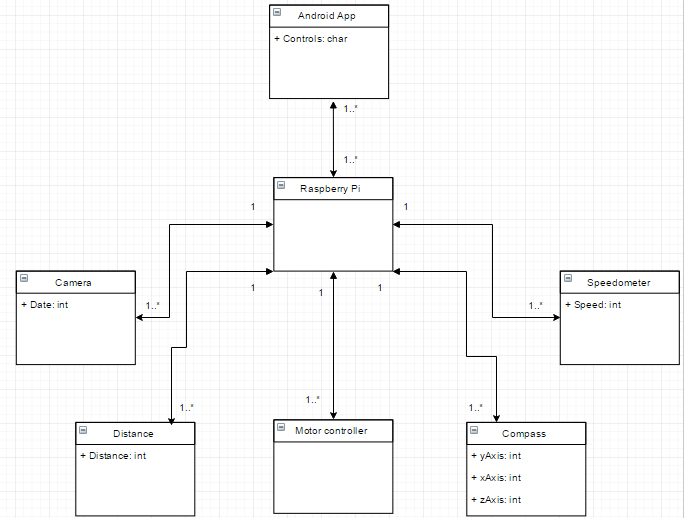 Android App
+ Controls: char
1..*
1..*
Raspberry Pi
1
1
Camera
+ Date: int
1..*
Speedometer
+ Speed: int
1..*
1
1
1
1..*
1..*
1..*
Distance
+ Distance: int
Motor controller
Compass
+ yAxis: int
+ xAxis: int
+ zAxis: int